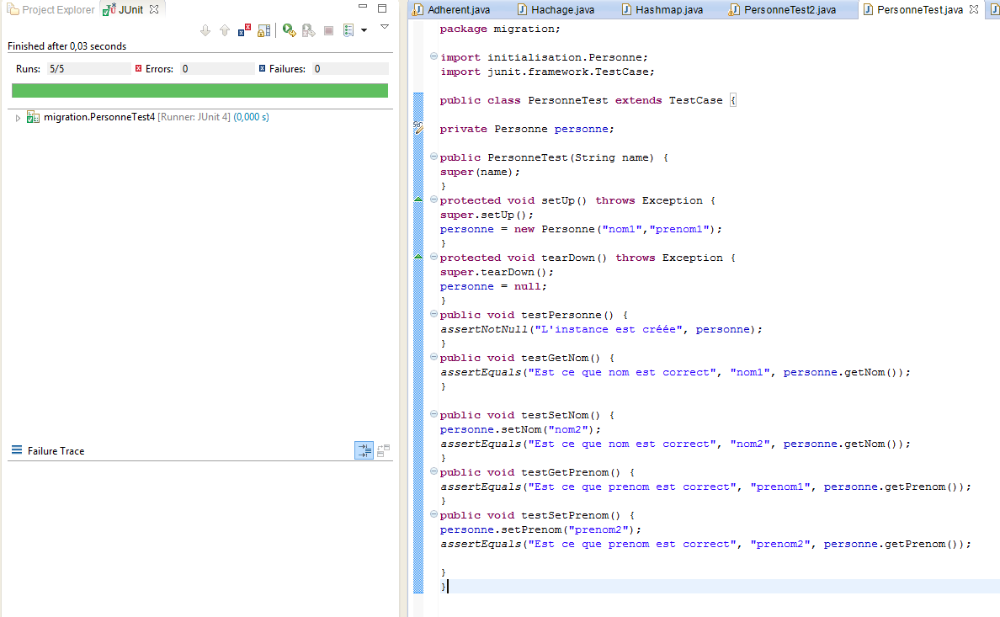 Project Explorer JUnit
Finished after 0,03 seconds
Runs: 5/5 Errors: 0 Failures: 0
migration.PersonneTest4 [Runner: JUnit 4] (0,000 s)
Failure Trace
Adherent.java Hachage.java Hashmap.java PersonneTest2.java PersonneTest.java
package migration;
import initialisation.Personne;
import junit.framework.TestCase;
public class PersonneTest extends TestCase {
private Personne personne;
public PersonneTest(String name) {
super(name);
}
protected void setUp() throws Exception {
super.setUp();
personne = new Personne("nom1","prenom1");
}
protected void tearDown() throws Exception {
super.tearDown();
personne = null;
}
public void testPersonne() {
assertNotNull("L'instance est créée", personne);
}
public void testGetNom() {
assertEquals("Est ce que nom est correct", "nom1", personne.getNom());
}
public void testSetNom() {
personne.setNom("nom2");
assertEquals("Est ce que nom est correct", "nom2", personne.getNom());
}
public void testGetPrenom() {
assertEquals("Est ce que prenom est correct", "prenom1", personne.getPrenom());
}
public void testSetPrenom() {
personne.setPrenom("prenom2");
assertEquals("Est ce que prenom est correct", "prenom2", personne.getPrenom());
}
}